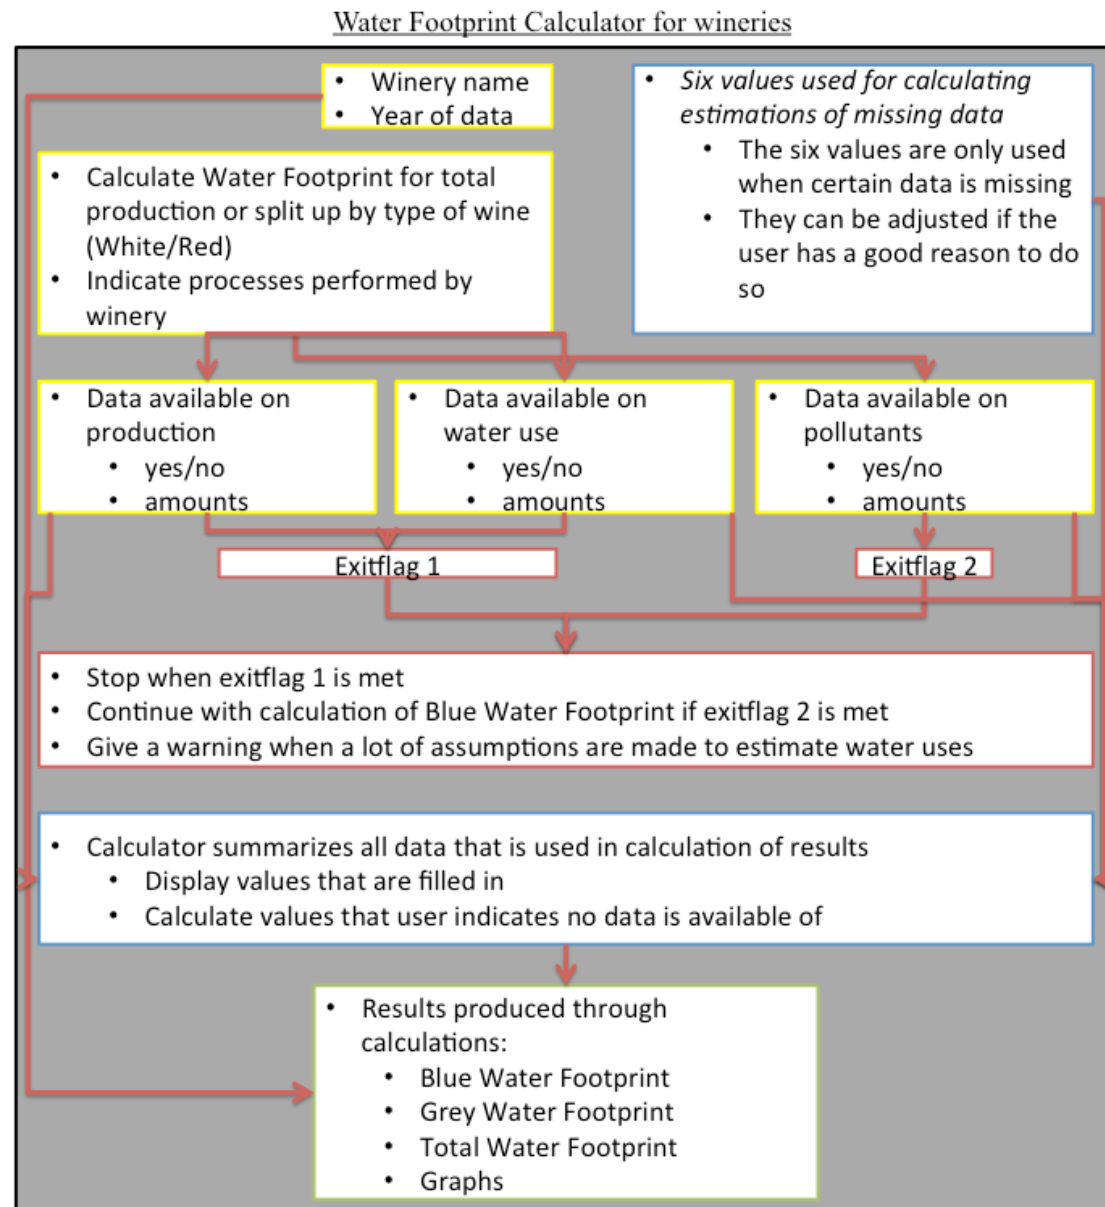 Water Footprint Calculator for wineries
• Winery name
• Year of data
• Six values used for calculating
estimations of missing data
• The six values are only used
when certain data is missing
• They can be adjusted if the
user has a good reason to do
so
• Calculate Water Footprint for total
production or split up by type of wine
(White/Red)
• Indicate processes performed by
winery
• Data available on
production
• yes/no
• amounts
• Data available on
water use
• yes/no
• amounts
• Data available on
pollutants
• yes/no
• amounts
Exitflag 1
Exitflag 2
• Stop when exitflag 1 is met
• Continue with calculation of Blue Water Footprint if exitflag 2 is met
• Give a warning when a lot of assumptions are made to estimate water uses
• Calculator summarizes all data that is used in calculation of results
• Display values that are filled in
• Calculate values that user indicates no data is available of
• Results produced through
calculations:
• Blue Water Footprint
• Grey Water Footprint
• Total Water Footprint
• Graphs